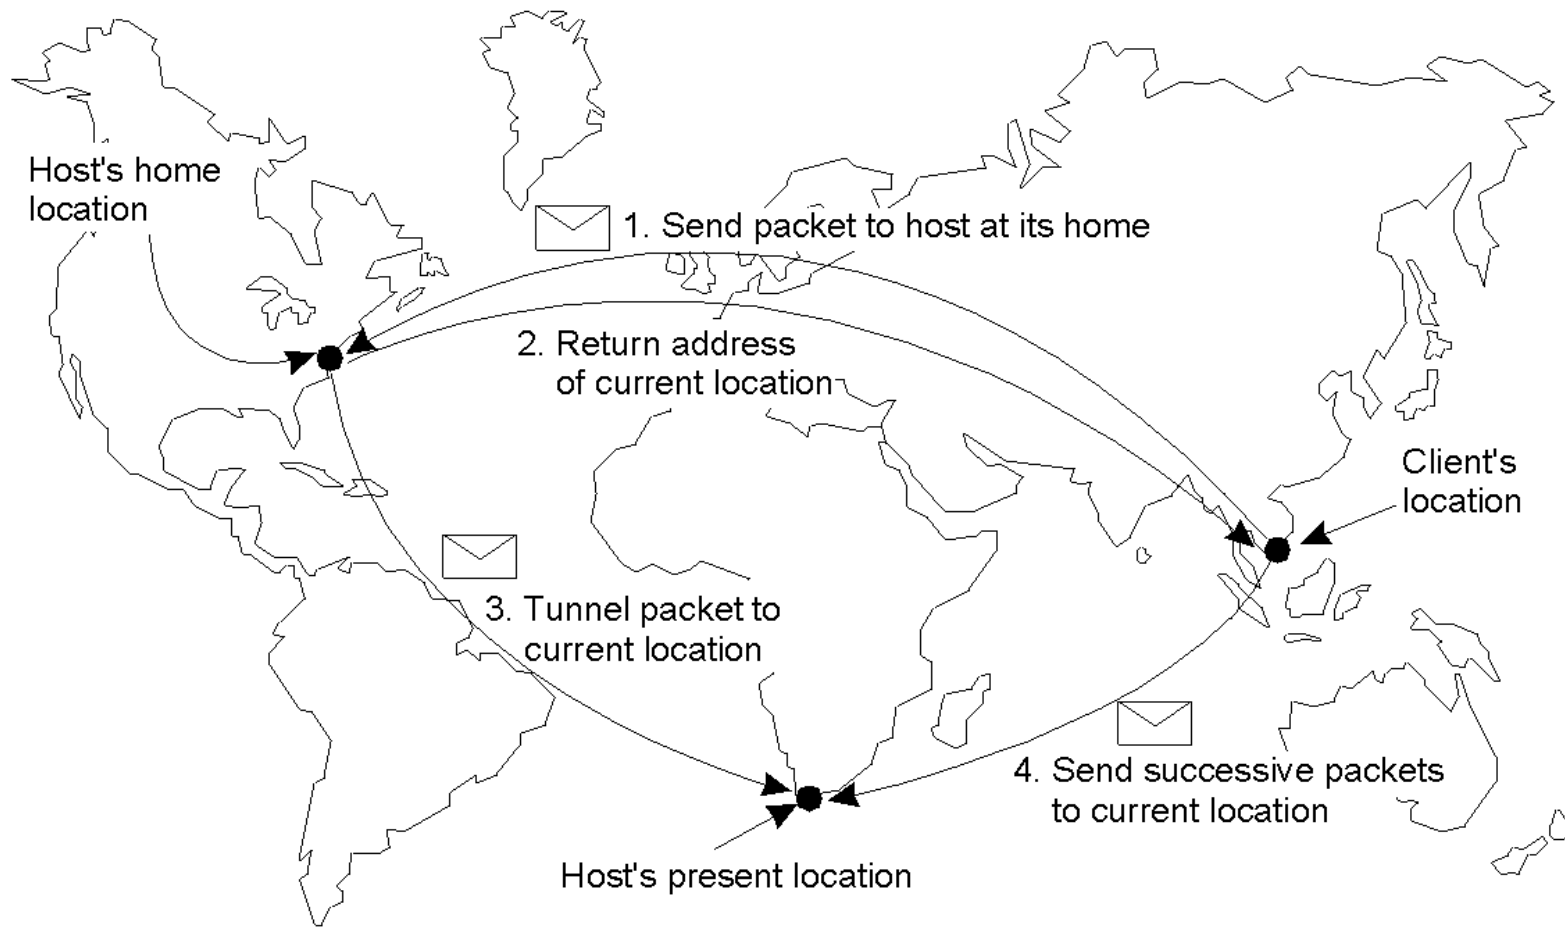 Host's home
location
1. Send packet to host at its home
2. Return address
of current location
Client's
location
3. Tunnel packet to
current location
4. Send successive packets
to current location
Host's present location